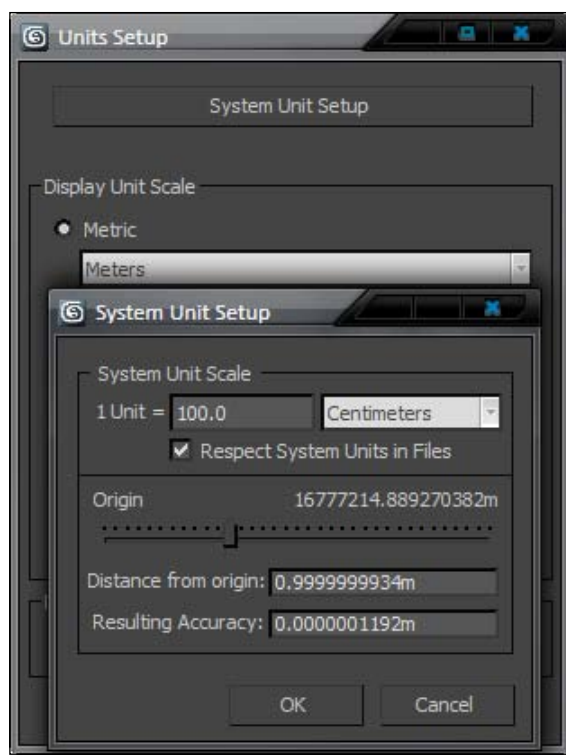 Units Setup
System Unit Setup
Display Unit Scale
Metric
Meters
System Unit Setup
System Unit Scale
1 Unit = 100.0 Centimeters
Respect System Units in Files
Origin 16777214.889270382m
Distance from origin: 0.9999999934m
Resulting Accuracy: 0.0000001192m
OK Cancel